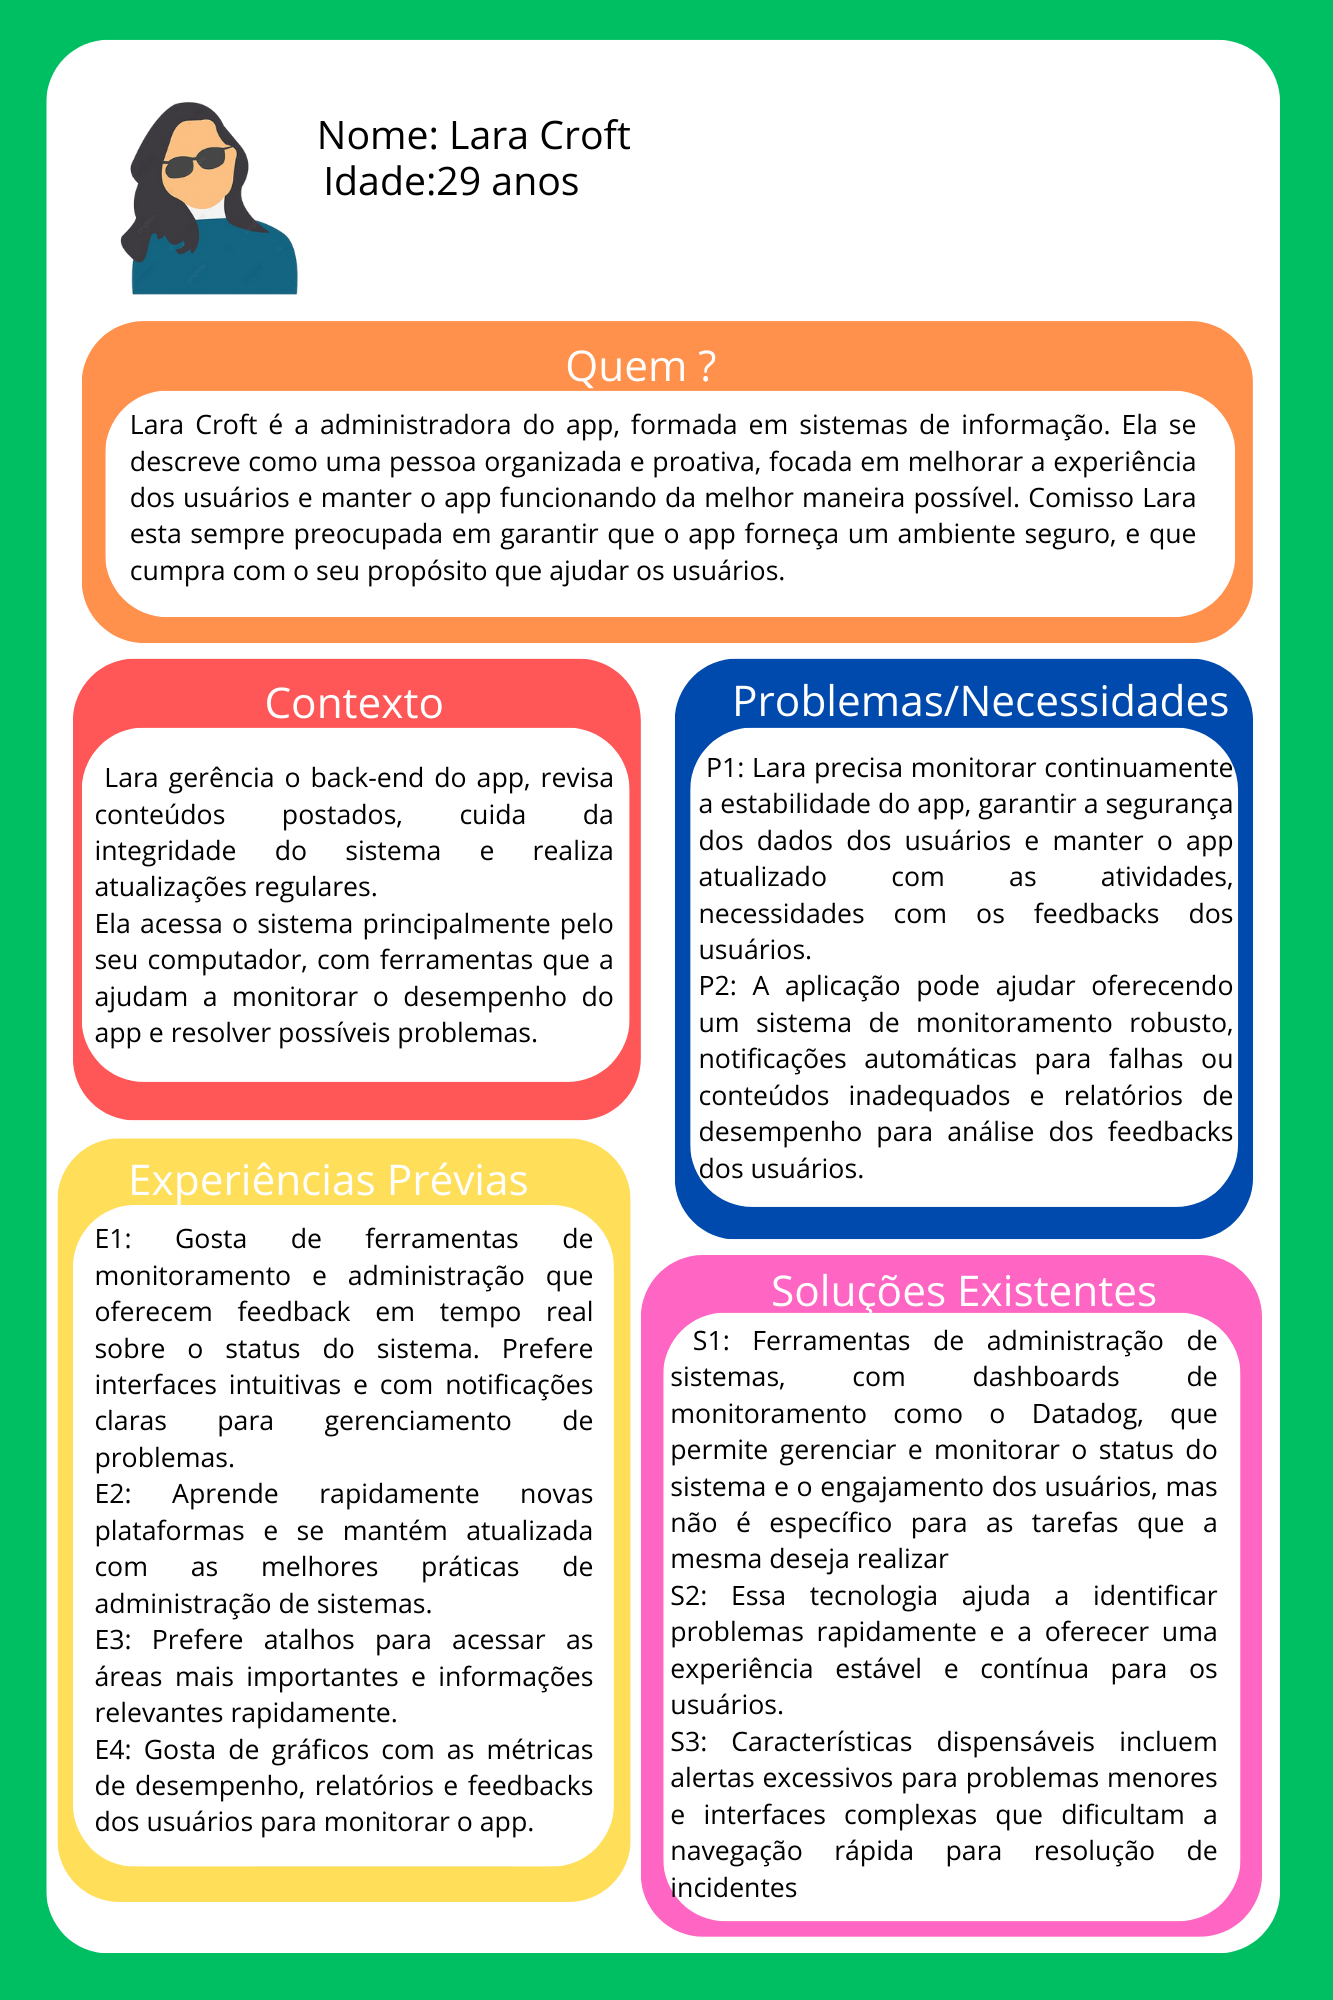 Nome: Lara Croft
Idade:29 anos
Quem ?
Lara Croft é a administradora do app, formada em sistemas de informação. Ela se
descreve como uma pessoa organizada e proativa, focada em melhorar a experiência
dos usuários e manter o app funcionando da melhor maneira possível. Comisso Lara
esta sempre preocupada em garantir que o app forneça um ambiente seguro, e que
cumpra com o seu propósito que ajudar os usuários.
Contexto
Lara gerência o back-end do app, revisa
conteúdos postados, cuida da
integridade do sistema e realiza
atualizações regulares.
Ela acessa o sistema principalmente pelo
seu computador, com ferramentas que a
ajudam a monitorar o desempenho do
app e resolver possíveis problemas.
Problemas/Necessidades
P1: Lara precisa monitorar continuamente
a estabilidade do app, garantir a segurança
dos dados dos usuários e manter o app
atualizado com as atividades,
necessidades com os feedbacks dos
usuários.
P2: A aplicação pode ajudar oferecendo
um sistema de monitoramento robusto,
notificações automáticas para falhas ou
conteúdos inadequados e relatórios de
desempenho para análise dos feedbacks
dos usuários.
Experiências Prévias
E1: Gosta de ferramentas de
monitoramento e administração que
oferecem feedback em tempo real
sobre o status do sistema. Prefere
interfaces intuitivas e com notificações
claras para gerenciamento de
problemas.
E2: Aprende rapidamente novas
plataformas e se mantém atualizada
com as melhores práticas de
administração de sistemas.
E3: Prefere atalhos para acessar as
áreas mais importantes e informações
relevantes rapidamente.
E4: Gosta de gráficos com as métricas
de desempenho, relatórios e feedbacks
dos usuários para monitorar o app.
Soluções Existentes
S1: Ferramentas de administração de
sistemas, com dashboards de
monitoramento como o Datadog, que
permite gerenciar e monitorar o status do
sistema e o engajamento dos usuários, mas
não é específico para as tarefas que a
mesma deseja realizar
S2: Essa tecnologia ajuda a identificar
problemas rapidamente e a oferecer uma
experiência estável e contínua para os
usuários.
S3: Características dispensáveis incluem
alertas excessivos para problemas menores
e interfaces complexas que dificultam a
navegação rápida para resolução de
incidentes